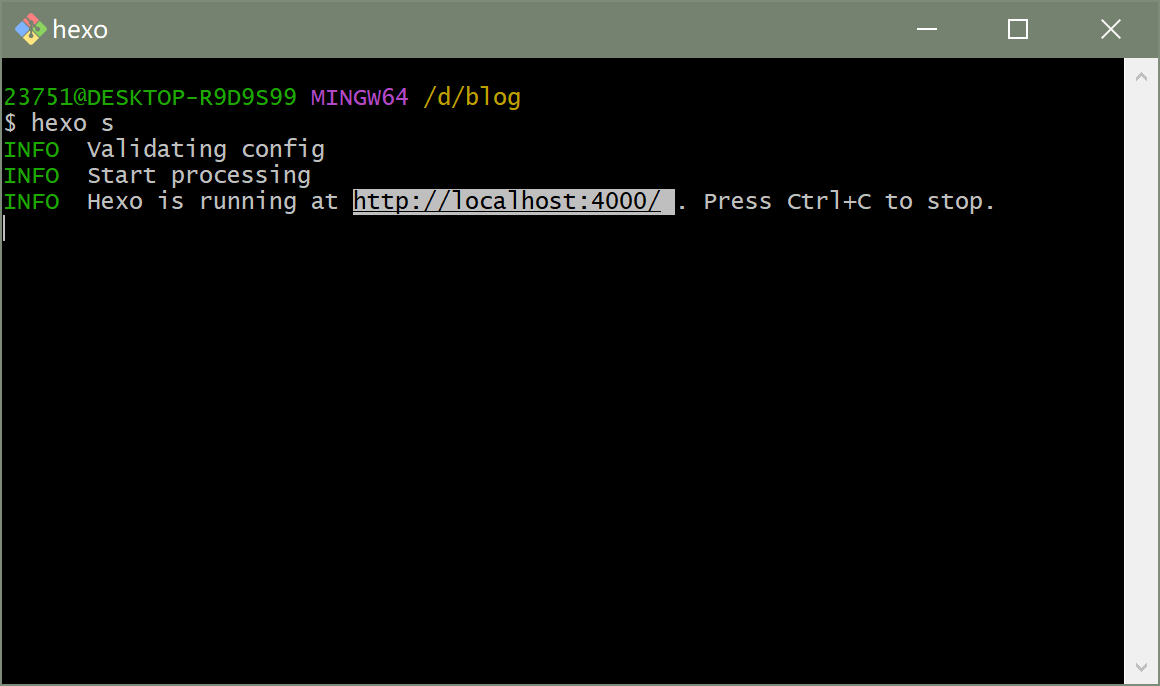 hexo
23751@DESKTOP-R9D9S99 MINGW64 /d/blog
$ hexo s
INFO  Validating config
INFO  Start processing
INFO  Hexo is running at http://localhost:4000/ . Press Ctrl+C to stop.